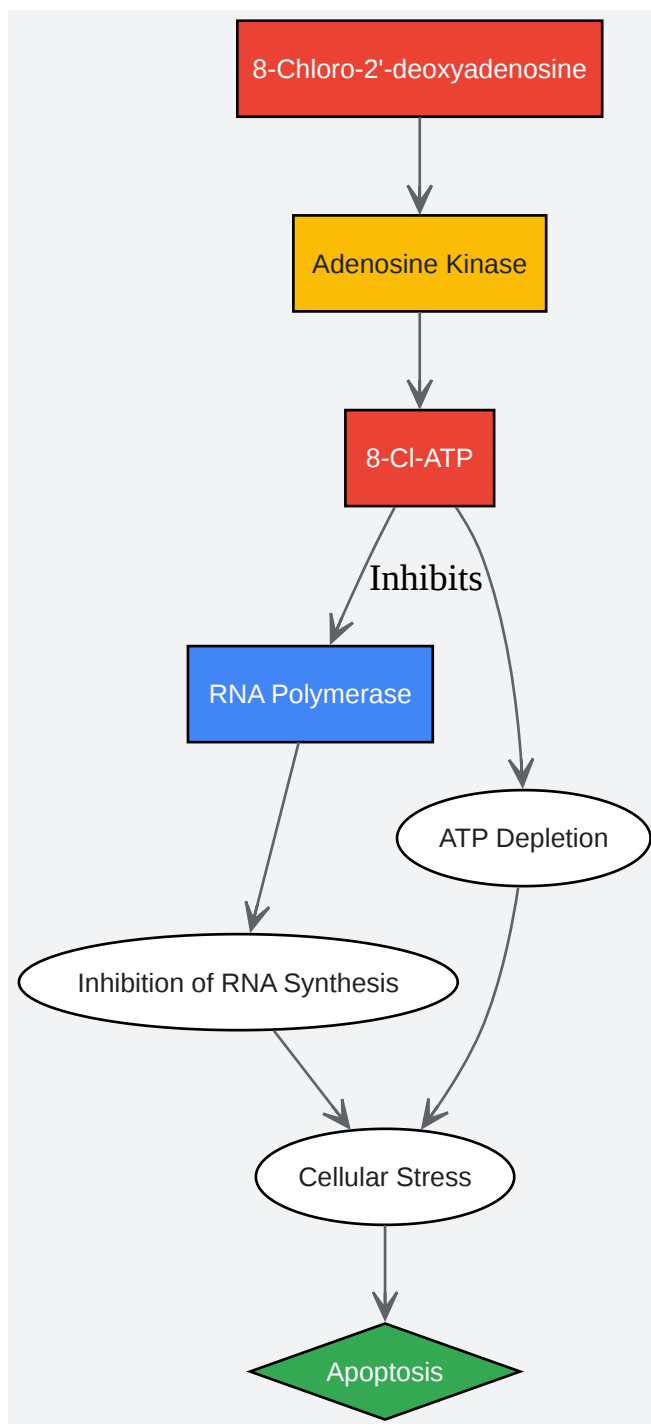 8-Chloro-2'-deoxyadenosine
Adenosine Kinase
8-Cl-ATP
Inhibits
RNA Polymerase
ATP Depletion
Inhibition of RNA Synthesis
Cellular Stress
Apoptosis